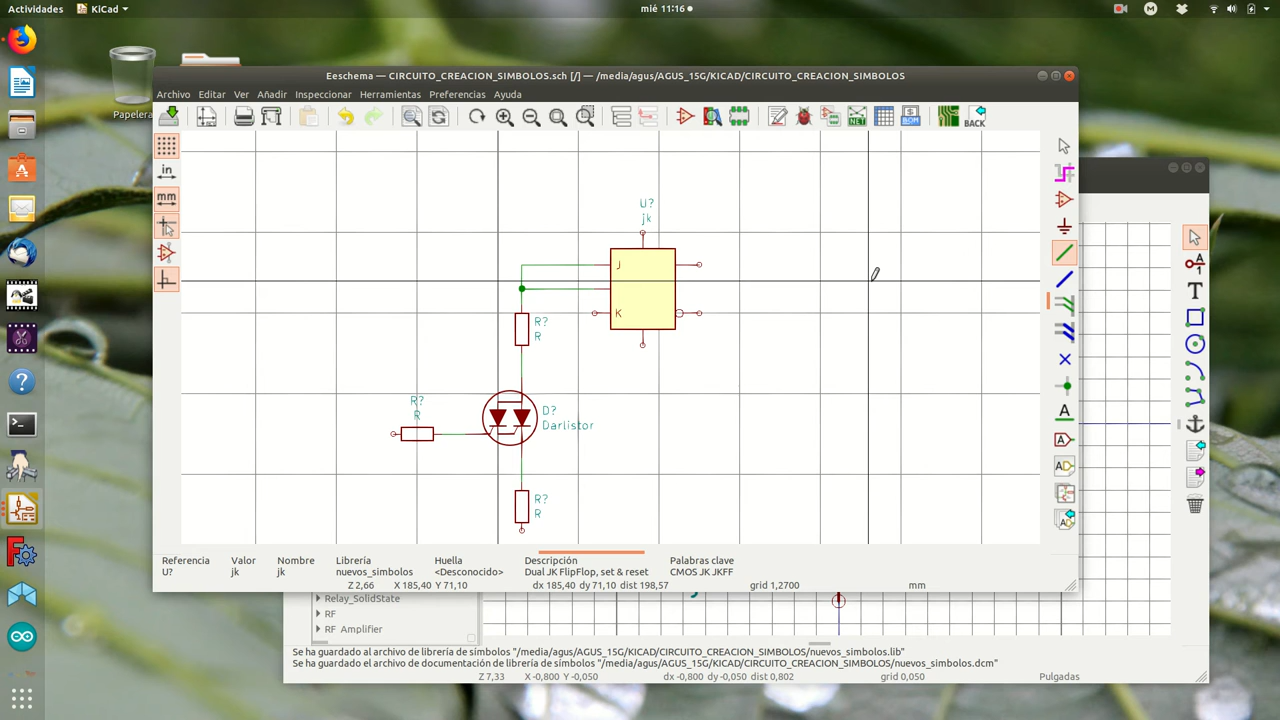 Actividades KiCad mié 11:16
Papelera
Eeschema — CIRCUITO_CREACION_SIMBOLOS.sch [/] — /media/agus/AGUS_15G/KICAD/CIRCUITO_CREACION_SIMBOLOS
Archivo Editar Ver Añadir Inspeccionar Herramientas Preferencias Ayuda
NET BOM BACK
in
mm
U?
jk
J
K
R?
R
R?
R
D?
Darlistor
R?
R
Referencia Valor Nombre Librería Huella Descripción Palabras clave
U? jk jk nuevos_simbolos <Desconocido> Dual JK FlipFlop, set & reset CMOS JK JKFF
Z 2,66 X 185,40 Y 71,10 dx 185,40 dy 71,10 dist 198,57 grid 1,2700 mm
Relay_SolidState
RF
RF_Amplifier
Se ha guardado al archivo de librería de símbolos "/media/agus/AGUS_15G/KICAD/CIRCUITO_CREACION_SIMBOLOS/nuevos_simbolos.lib"
Se ha guardado el archivo de documentación de librería de símbolos "/media/agus/AGUS_15G/KICAD/CIRCUITO_CREACION_SIMBOLOS/nuevos_simbolos.dcm"
Z 7,33 X -0,800 Y -0,050 dx -0,800 dy -0,050 dist 0,802 grid 0,050 Pulgadas